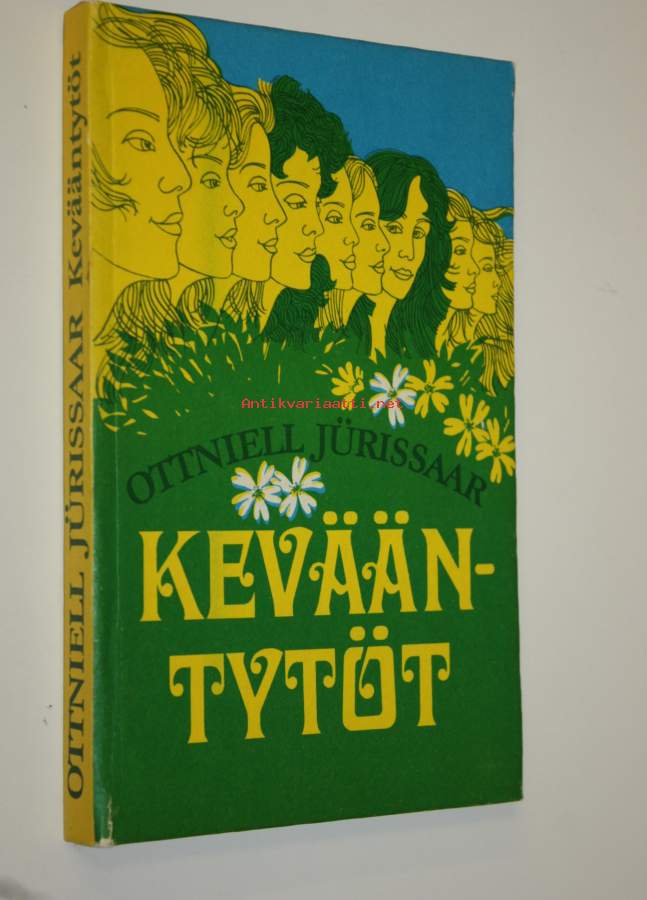 OTTNIELL JÜRISSAAR Kevääntytöt
Antikvariaatti.net
OTTNIELL JÜRISSAAR
KEVÄÄN-
TYTÖT